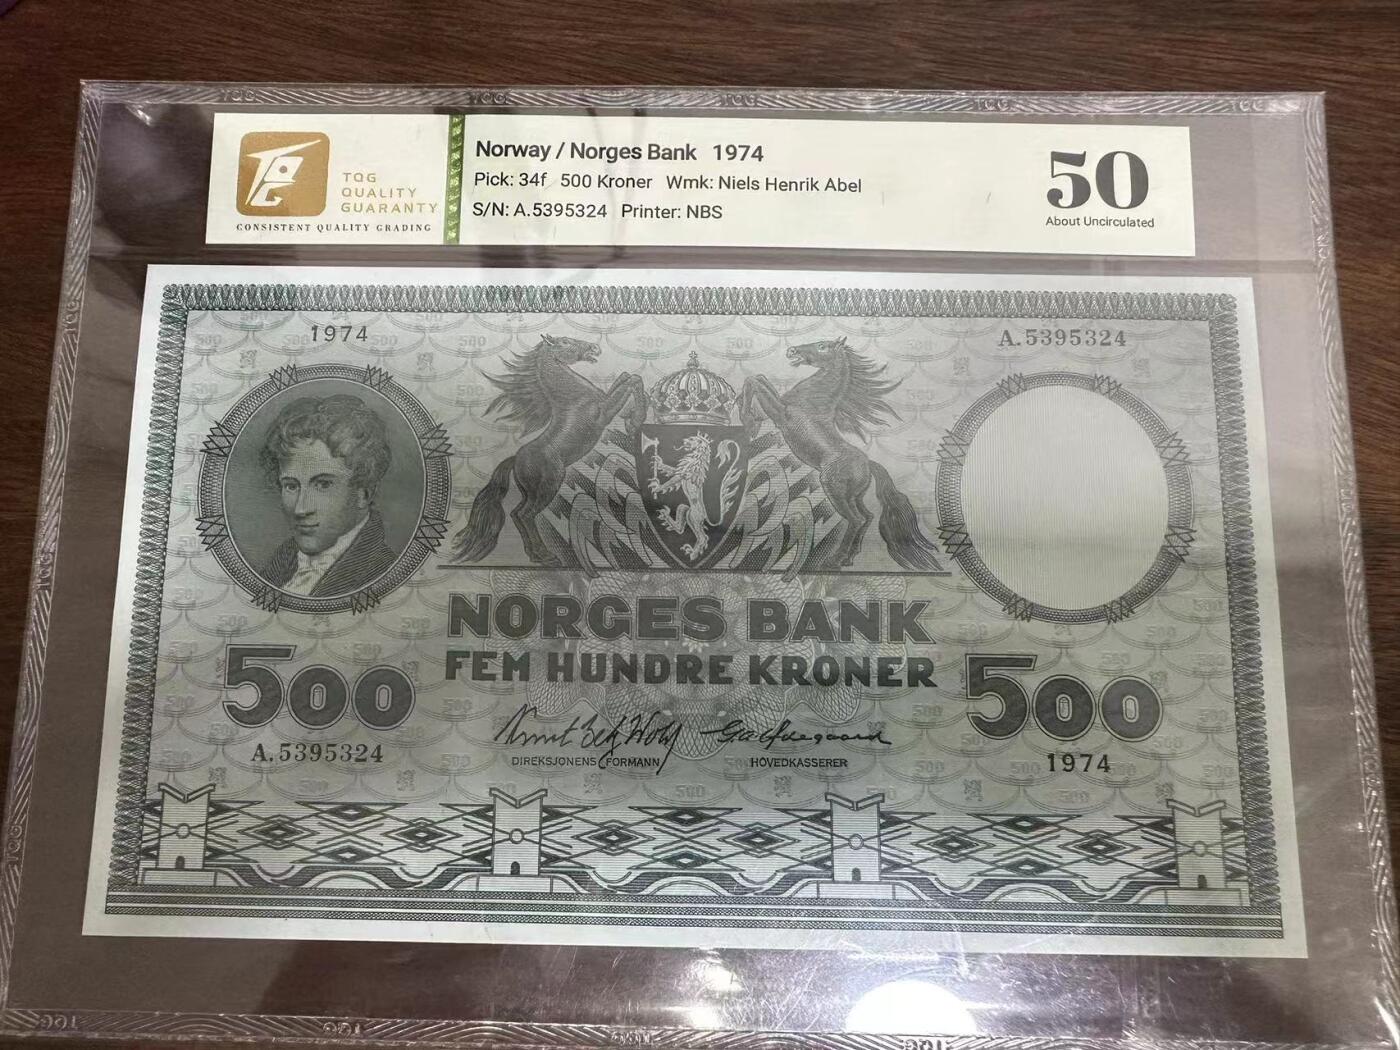 TQG
QUALITY
GUARANTY
CONSISTENT QUALITY GRADING
Norway / Norges Bank 1974
Pick: 34f 500 Kroner Wmk: Niels Henrik Abel
S/N: A.5395324 Printer: NBS
50
About Uncirculated
1974
A.5395324
NORGES BANK
FEM HUNDRE KRONER
500
500
A.5395324
DIREKSJONENS FORMANN
HOVEDKASSERER
1974